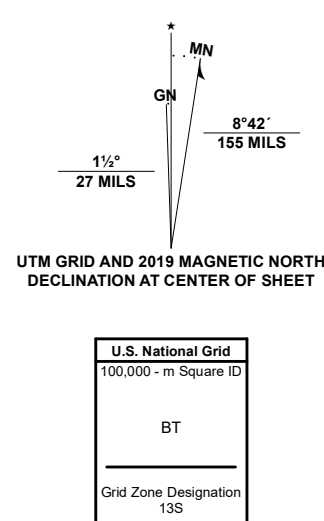 ★
MN
GN
8°42´
155 MILS
1½°
27 MILS
UTM GRID AND 2019 MAGNETIC NORTH
DECLINATION AT CENTER OF SHEET
U.S. National Grid
100,000 - m Square ID
BT
Grid Zone Designation
13S